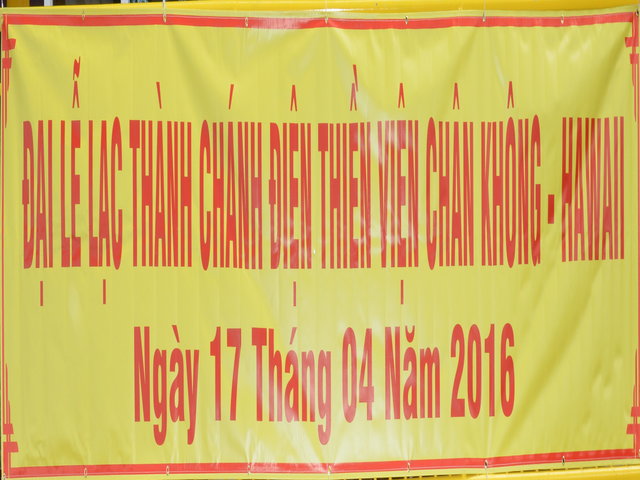 ĐẠI LỄ LẠC THÀNH CHÁNH ĐIỆN THIỀN VIỆN CHÂN KHÔNG - HAWAII
Ngày 17 Tháng 04 Năm 2016